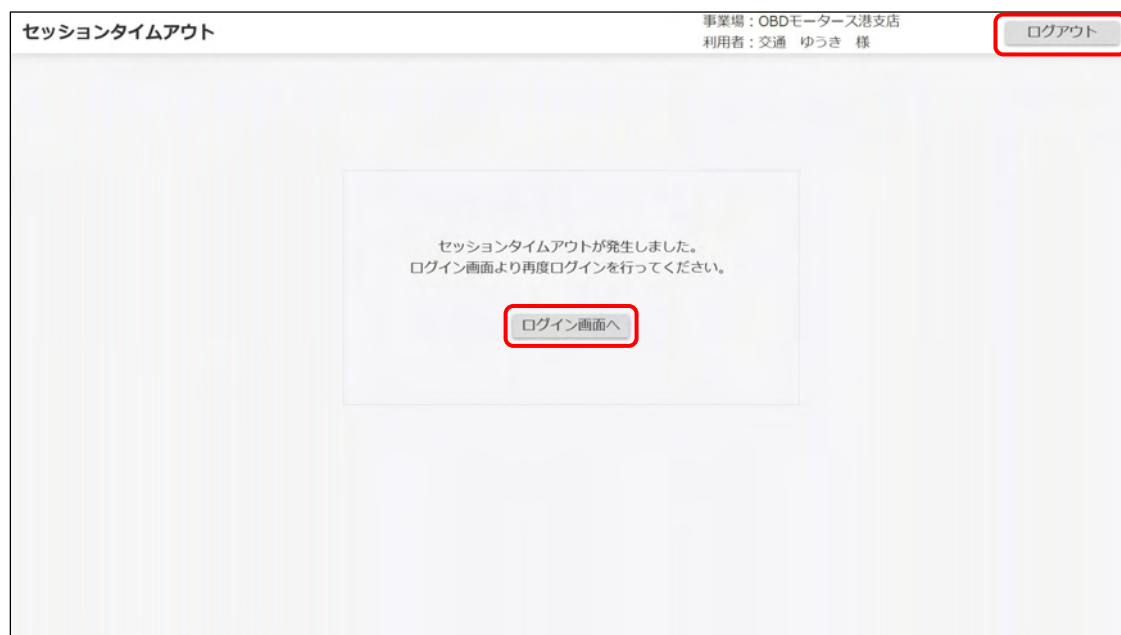 セッションタイムアウト
事業場：OBDモータース港支店
利用者：交通　ゆうき　様
ログアウト
セッションタイムアウトが発生しました。
ログイン画面より再度ログインを行ってください。
ログイン画面へ